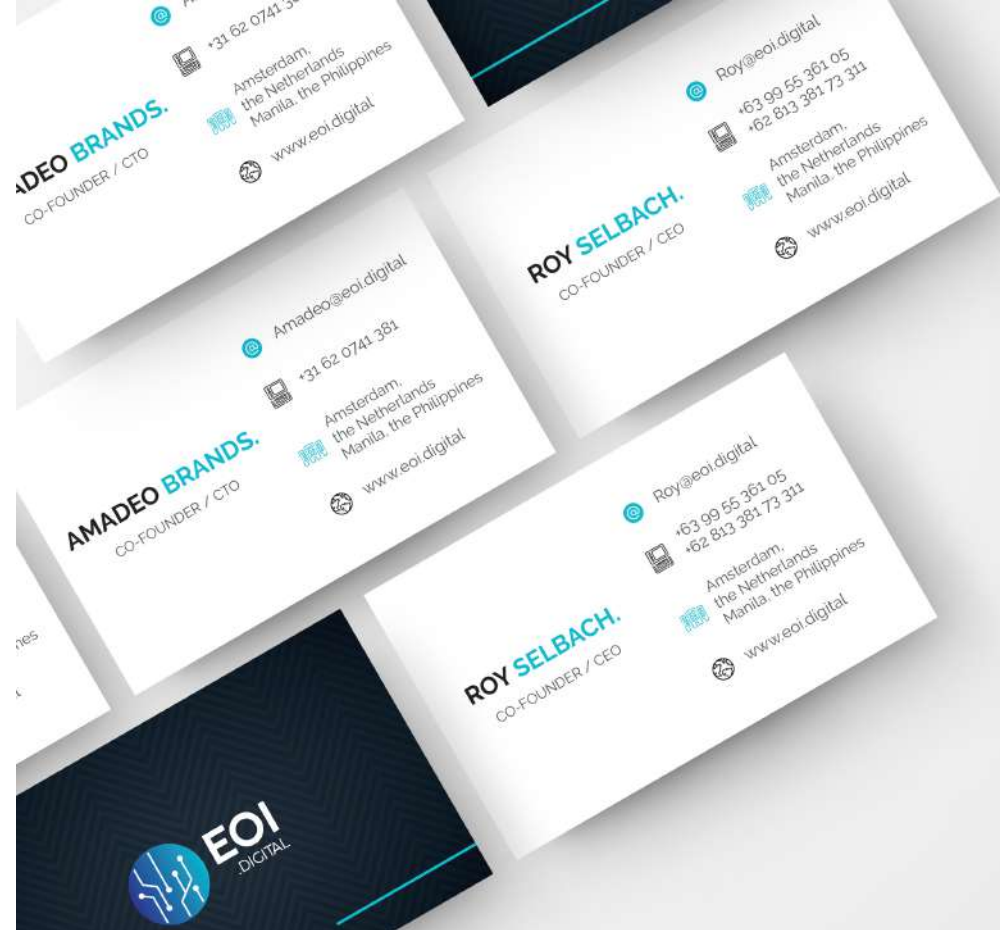 +31 62 0741
Amsterdam,
the Netherlands
Manila, the Philippines
www.eoi.digital
ADEO BRANDS.
CO-FOUNDER / CTO
Roy@eoi.digital
+63 99 55 361 05
+62 813 381 73 311
Amsterdam,
the Netherlands
Manila, the Philippines
www.eoi.digital
ROY SELBACH.
CO-FOUNDER / CEO
Amadeo@eoi.digital
+31 62 0741 381
Amsterdam,
the Netherlands
Manila, the Philippines
www.eoi.digital
AMADEO BRANDS.
CO-FOUNDER / CTO
Roy@eoi.digital
+63 99 55 361 05
+62 813 381 73 311
Amsterdam,
the Netherlands
Manila, the Philippines
www.eoi.digital
ROY SELBACH.
CO-FOUNDER / CEO
nes
EOI
.DIGITAL